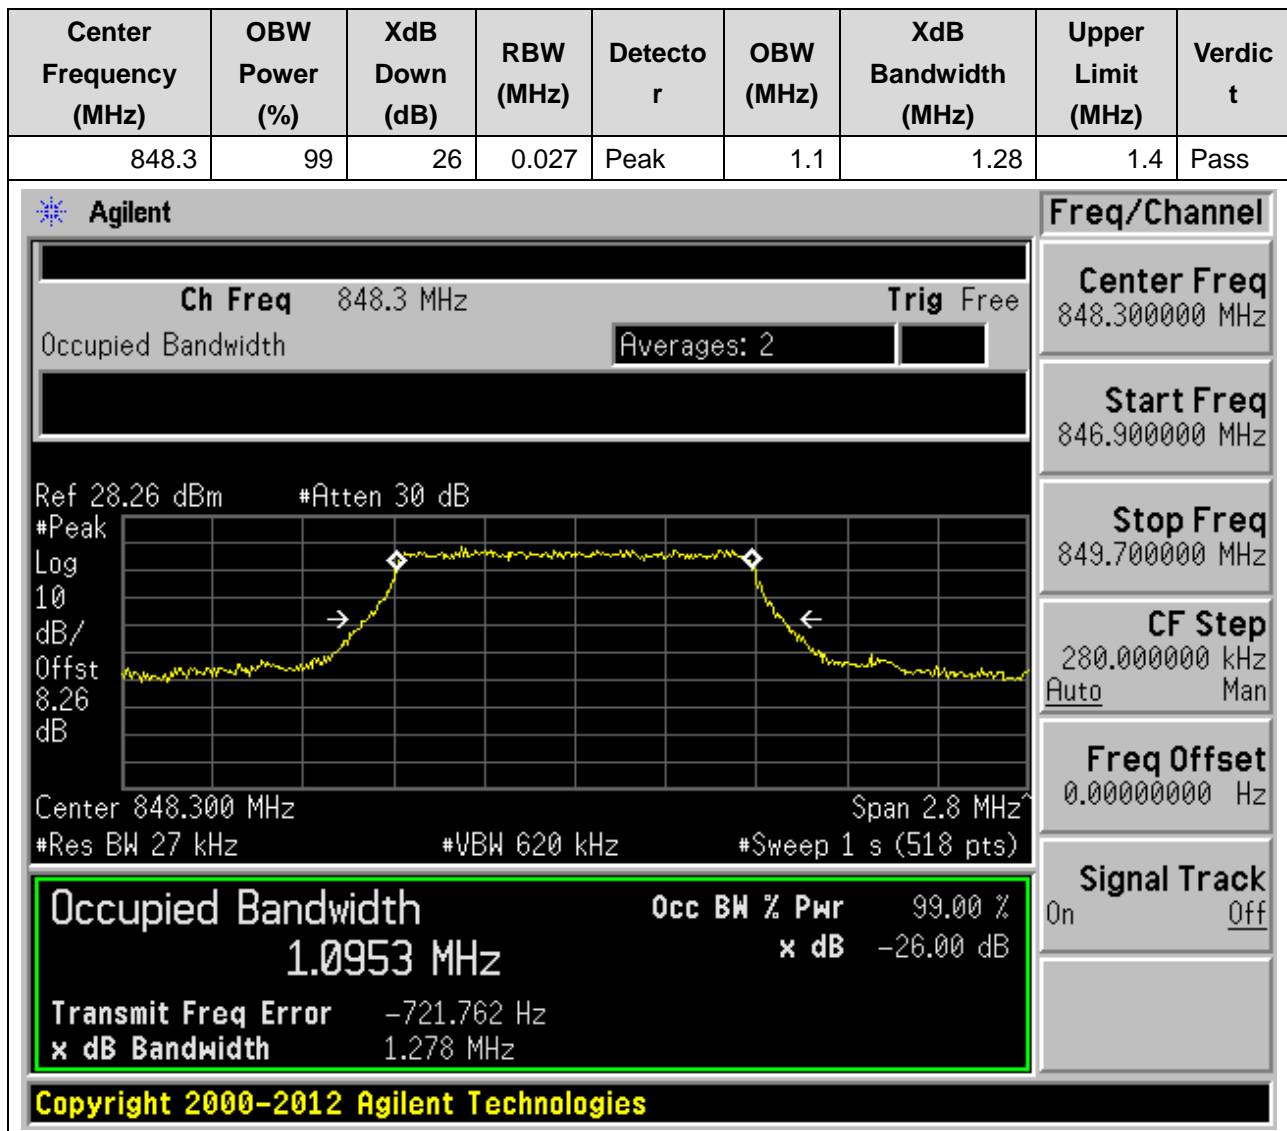 Center Frequency (MHz) OBW Power (%) XdB Down (dB) RBW (MHz) Detecto r OBW (MHz) XdB Bandwidth (MHz) Upper Limit (MHz) Verdic t
848.3 99 26 0.027 Peak 1.1 1.28 1.4 Pass
Agilent
Freq/Channel
Ch Freq 848.3 MHz Trig Free
Occupied Bandwidth Averages: 2
Center Freq
848.300000 MHz
Start Freq
846.900000 MHz
Stop Freq
849.700000 MHz
CF Step
280.000000 kHz
Auto Man
Freq Offset
0.00000000 Hz
Signal Track
On Off
Ref 28.26 dBm #Atten 30 dB
#Peak
Log
10
dB/
Offst
8.26
dB
Center 848.300 MHz Span 2.8 MHz^
#Res BW 27 kHz #VBW 620 kHz #Sweep 1 s (518 pts)
Occupied Bandwidth Occ BW % Pwr 99.00 %
1.0953 MHz x dB -26.00 dB
Transmit Freq Error -721.762 Hz
x dB Bandwidth 1.278 MHz
Copyright 2000-2012 Agilent Technologies